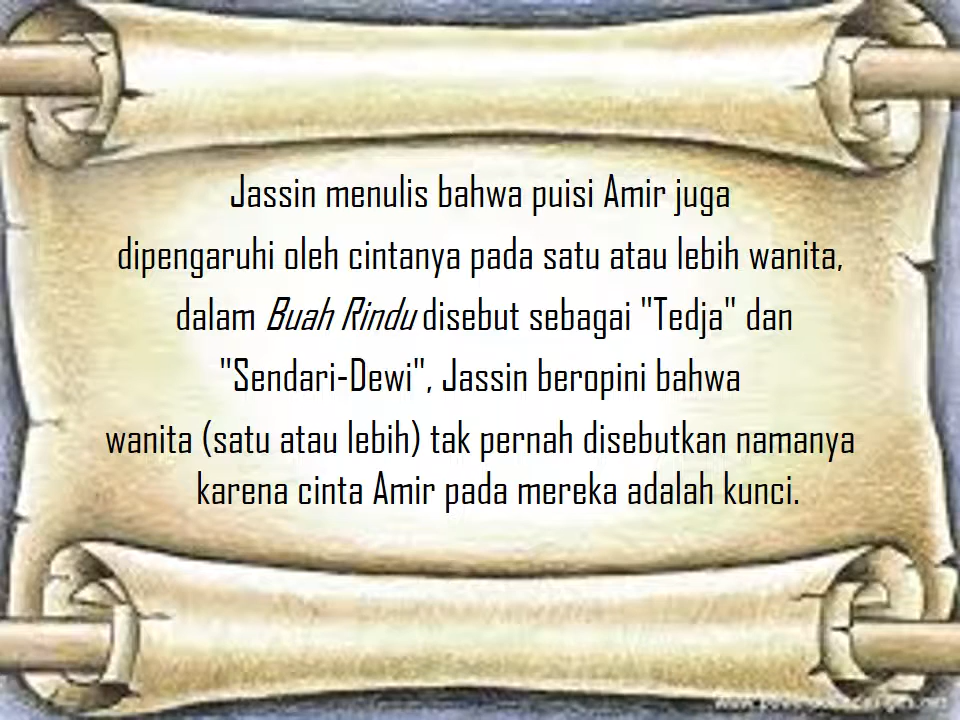 Jassin menulis bahwa puisi Amir juga
dipengaruhi oleh cintanya pada satu atau lebih wanita,
dalam Buah Rindu disebut sebagai "Tedja" dan
"Sendari-Dewi", Jassin beropini bahwa
wanita (satu atau lebih) tak pernah disebutkan namanya
karena cinta Amir pada mereka adalah kunci.